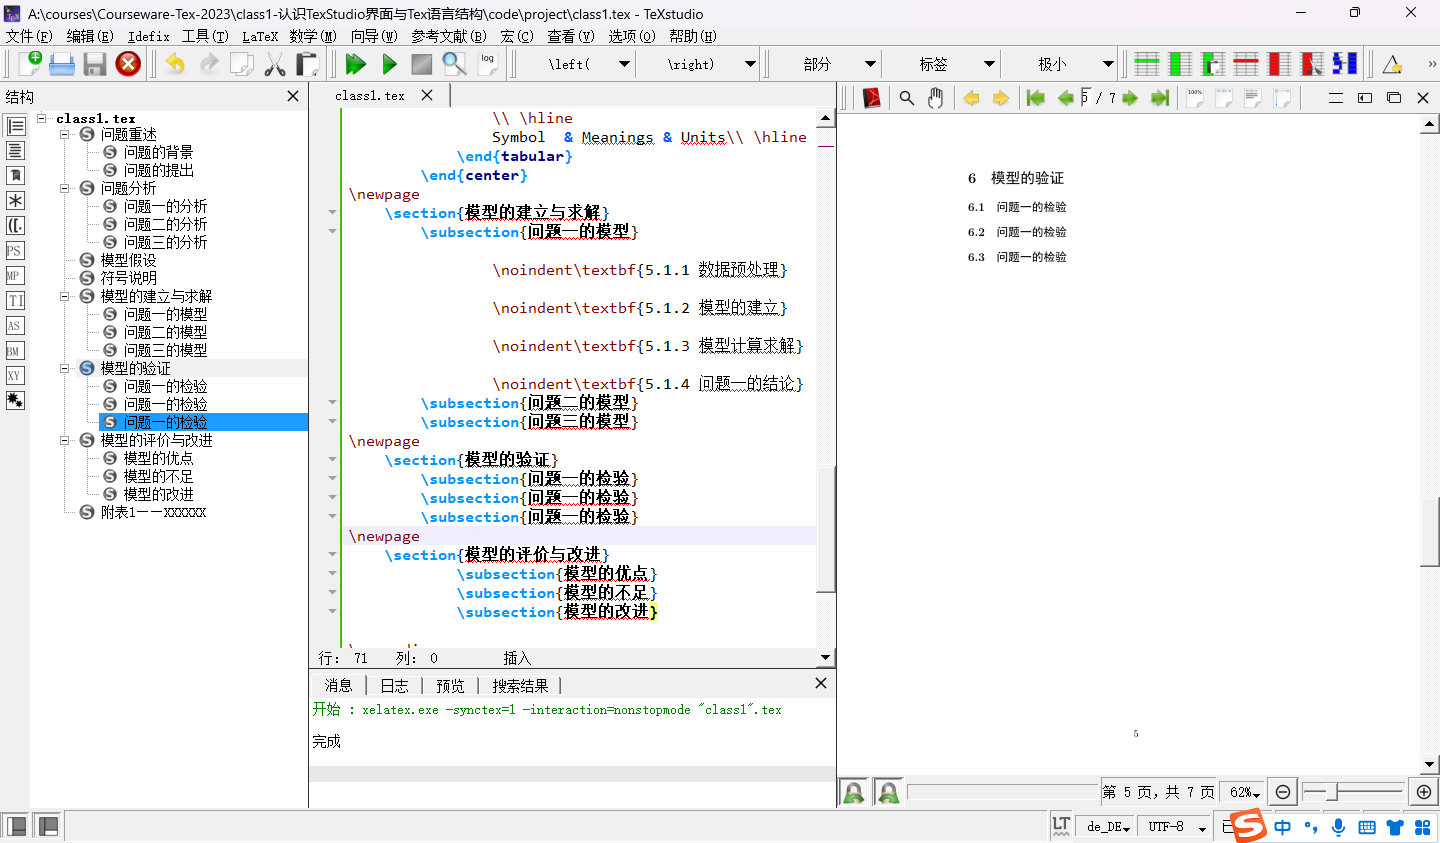 A:\courses\Courseware-Tex-2023\class1-认识TexStudio界面与Tex语言结构\code\project\class1.tex - TeXstudio
文件(F) 编辑(E) Idefix 工具(T) LaTeX 数学(M) 向导(W) 参考文献(B) 宏(C) 查看(V) 选项(O) 帮助(H)
log \left( \right) 部分 标签 极小 »
结构
class1.tex
问题重述
问题的背景
问题的提出
问题分析
问题一的分析
问题二的分析
问题三的分析
模型假设
符号说明
模型的建立与求解
问题一的模型
问题二的模型
问题三的模型
模型的验证
问题一的检验
问题一的检验
问题一的检验
模型的评价与改进
模型的优点
模型的不足
模型的改进
附表1——XXXXXX
PS
MP
TI
AS
BM
XY
class1.tex
\\ \hline
Symbol & Meanings & Units\\ \hline
\end{tabular}
\end{center}
\newpage
\section{模型的建立与求解}
\subsection{问题一的模型}
\noindent\textbf{5.1.1 数据预处理}
\noindent\textbf{5.1.2 模型的建立}
\noindent\textbf{5.1.3 模型计算求解}
\noindent\textbf{5.1.4 问题一的结论}
\subsection{问题二的模型}
\subsection{问题三的模型}
\newpage
\section{模型的验证}
\subsection{问题一的检验}
\subsection{问题一的检验}
\subsection{问题一的检验}
\newpage
\section{模型的评价与改进}
\subsection{模型的优点}
\subsection{模型的不足}
\subsection{模型的改进}
行: 71 列: 0 插入
消息 日志 预览 搜索结果
开始 : xelatex.exe -synctex=1 -interaction=nonstopmode "class1".tex
完成
5 / 7 100%
6 模型的验证
6.1 问题一的检验
6.2 问题一的检验
6.3 问题一的检验
5
第 5 页，共 7 页 62%
LT de_DE UTF-8 中